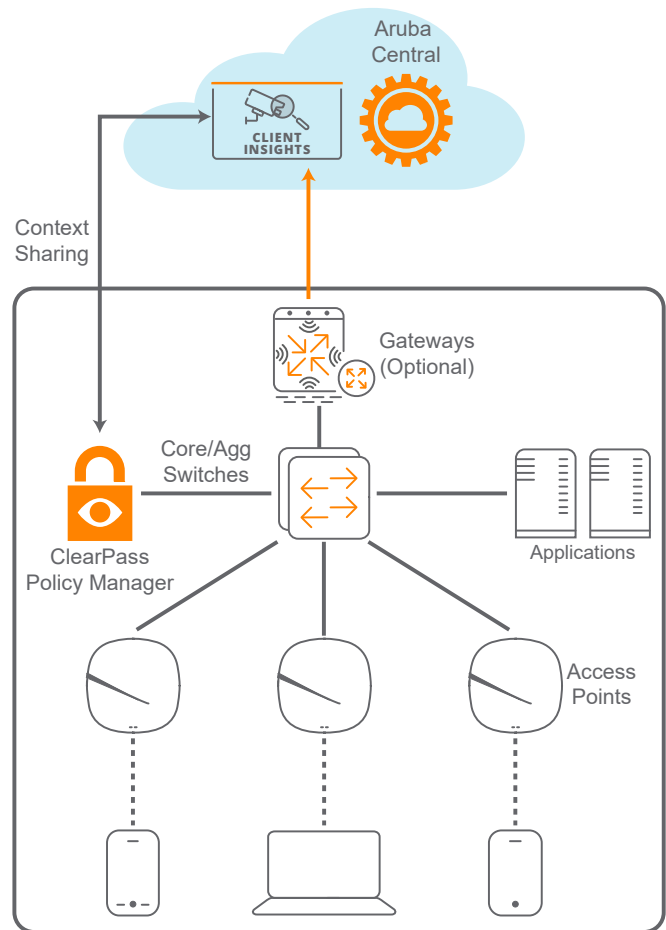 Aruba
Central
CLIENT
INSIGHTS
Context
Sharing
Gateways
(Optional)
Core/Agg
Switches
ClearPass
Policy Manager
Applications
Access
Points